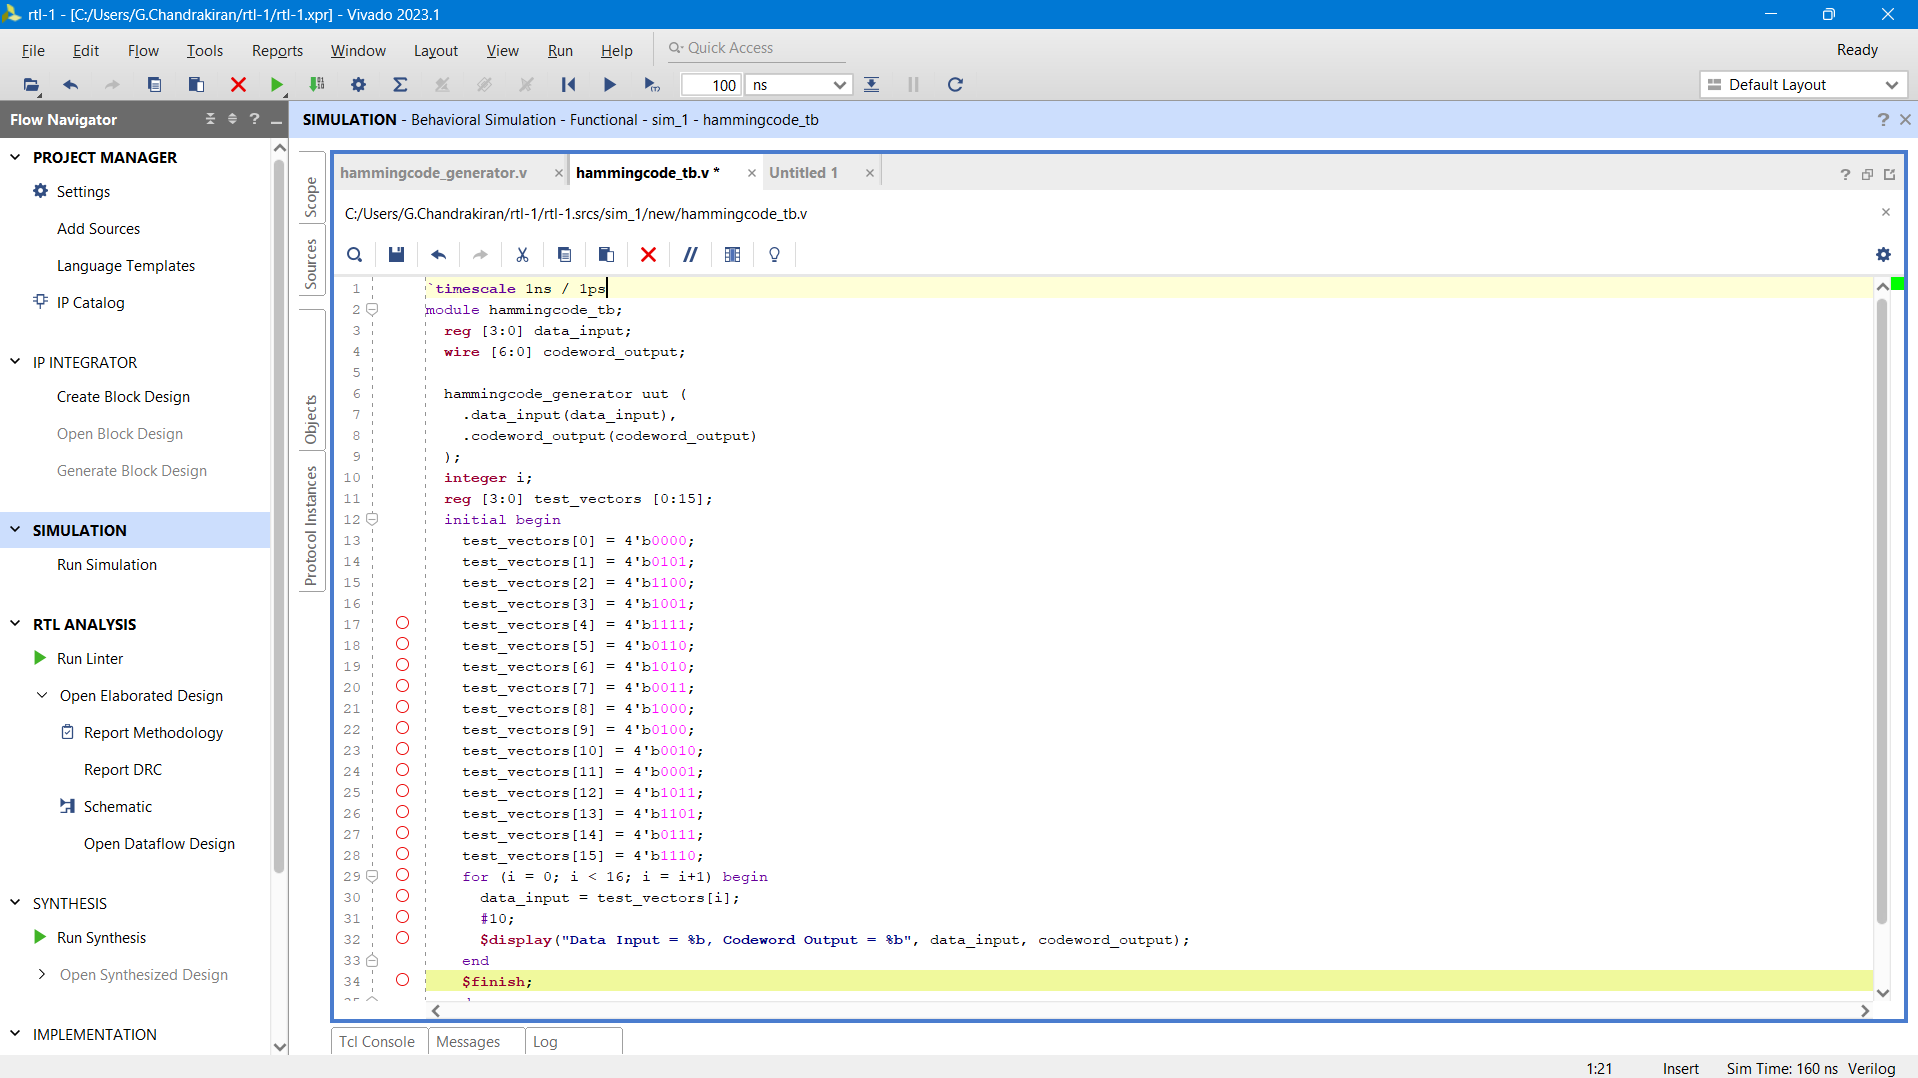 rtl-1 - [C:/Users/G.Chandrakiran/rtl-1/rtl-1.xpr] - Vivado 2023.1
File Edit Flow Tools Reports Window Layout View Run Help Quick Access Ready
100 ns Default Layout
Flow Navigator
SIMULATION - Behavioral Simulation - Functional - sim_1 - hammingcode_tb
PROJECT MANAGER
Settings
Add Sources
Language Templates
IP Catalog
IP INTEGRATOR
Create Block Design
Open Block Design
Generate Block Design
SIMULATION
Run Simulation
RTL ANALYSIS
Run Linter
Open Elaborated Design
Report Methodology
Report DRC
Schematic
Open Dataflow Design
SYNTHESIS
Run Synthesis
Open Synthesized Design
IMPLEMENTATION
Scope
Sources
Objects
Protocol Instances
hammingcode_generator.v hammingcode_tb.v * Untitled 1
C:/Users/G.Chandrakiran/rtl-1/rtl-1.srcs/sim_1/new/hammingcode_tb.v
1 `timescale 1ns / 1ps
2 module hammingcode_tb;
3 reg [3:0] data_input;
4 wire [6:0] codeword_output;
5
6 hammingcode_generator uut (
7 .data_input(data_input),
8 .codeword_output(codeword_output)
9 );
10 integer i;
11 reg [3:0] test_vectors [0:15];
12 initial begin
13 test_vectors[0] = 4'b0000;
14 test_vectors[1] = 4'b0101;
15 test_vectors[2] = 4'b1100;
16 test_vectors[3] = 4'b1001;
17 test_vectors[4] = 4'b1111;
18 test_vectors[5] = 4'b0110;
19 test_vectors[6] = 4'b1010;
20 test_vectors[7] = 4'b0011;
21 test_vectors[8] = 4'b1000;
22 test_vectors[9] = 4'b0100;
23 test_vectors[10] = 4'b0010;
24 test_vectors[11] = 4'b0001;
25 test_vectors[12] = 4'b1011;
26 test_vectors[13] = 4'b1101;
27 test_vectors[14] = 4'b0111;
28 test_vectors[15] = 4'b1110;
29 for (i = 0; i < 16; i = i+1) begin
30 data_input = test_vectors[i];
31 #10;
32 $display("Data Input = %b, Codeword Output = %b", data_input, codeword_output);
33 end
34 $finish;
Tcl Console Messages Log
1:21 Insert Sim Time: 160 ns Verilog